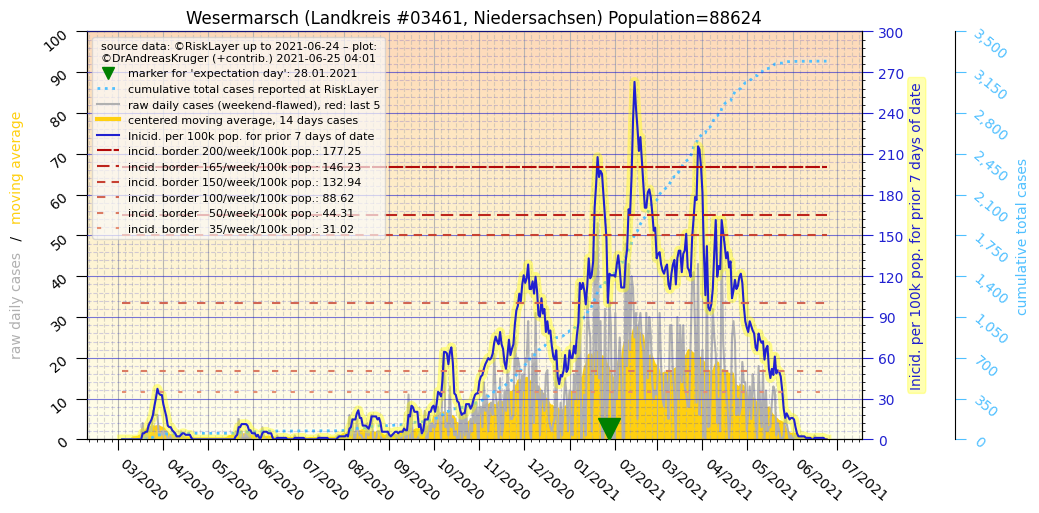 Wesermarsch (Landkreis #03461, Niedersachsen) Population=88624
source data: ©RiskLayer up to 2021-06-24 – plot:
©DrAndreasKruger (+contrib.) 2021-06-25 04:01
marker for 'expectation day': 28.01.2021
cumulative total cases reported at RiskLayer
raw daily cases (weekend-flawed), red: last 5
centered moving average, 14 days cases
Inicid. per 100k pop. for prior 7 days of date
incid. border 200/week/100k pop.: 177.25
incid. border 165/week/100k pop.: 146.23
incid. border 150/week/100k pop.: 132.94
incid. border 100/week/100k pop.: 88.62
incid. border   50/week/100k pop.: 44.31
incid. border   35/week/100k pop.: 31.02
raw daily cases   /   moving average
100
90
80
70
60
50
40
30
20
10
0
300
270
240
210
180
150
120
90
60
30
0
Inicid. per 100k pop. for prior 7 days of date
3,500
3,150
2,800
2,450
2,100
1,750
1,400
1,050
700
350
0
cumulative total cases
03/2020
04/2020
05/2020
06/2020
07/2020
08/2020
09/2020
10/2020
11/2020
12/2020
01/2021
02/2021
03/2021
04/2021
05/2021
06/2021
07/2021